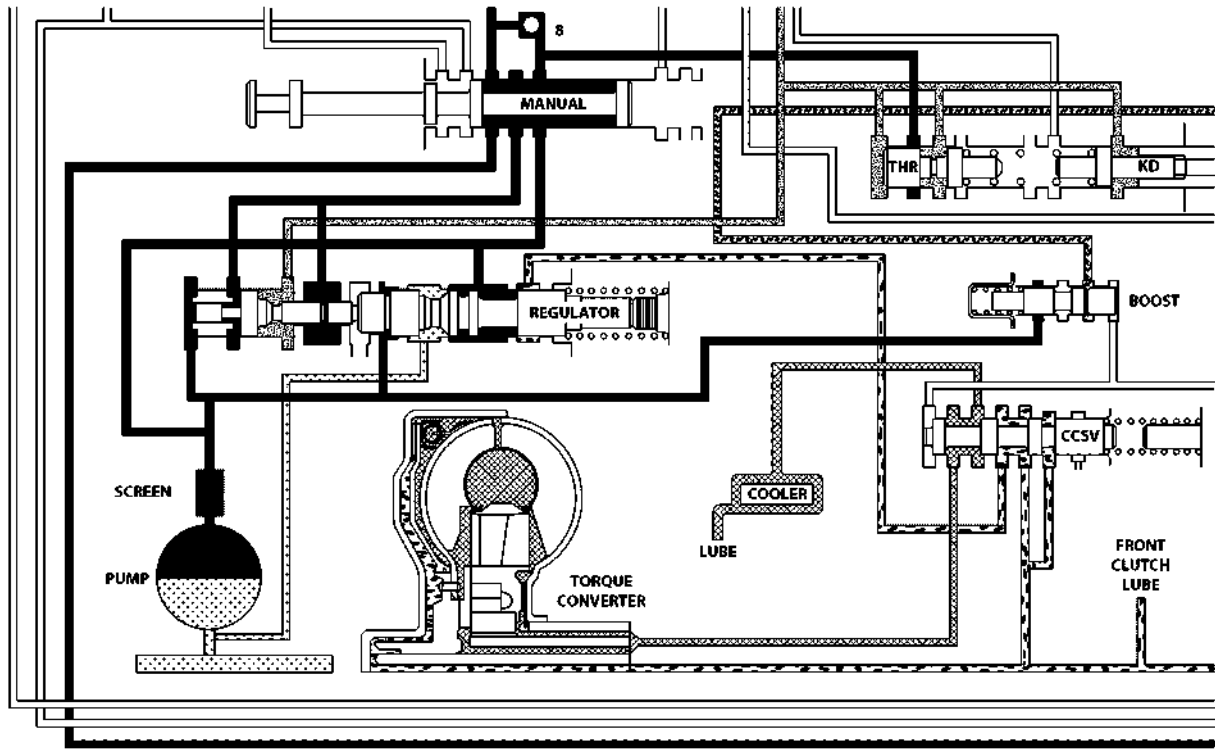 8
MANUAL
THR
KD
REGULATOR
BOOST
CCSV
SCREEN
COOLER
LUBE
PUMP
TORQUE
CONVERTER
FRONT
CLUTCH
LUBE